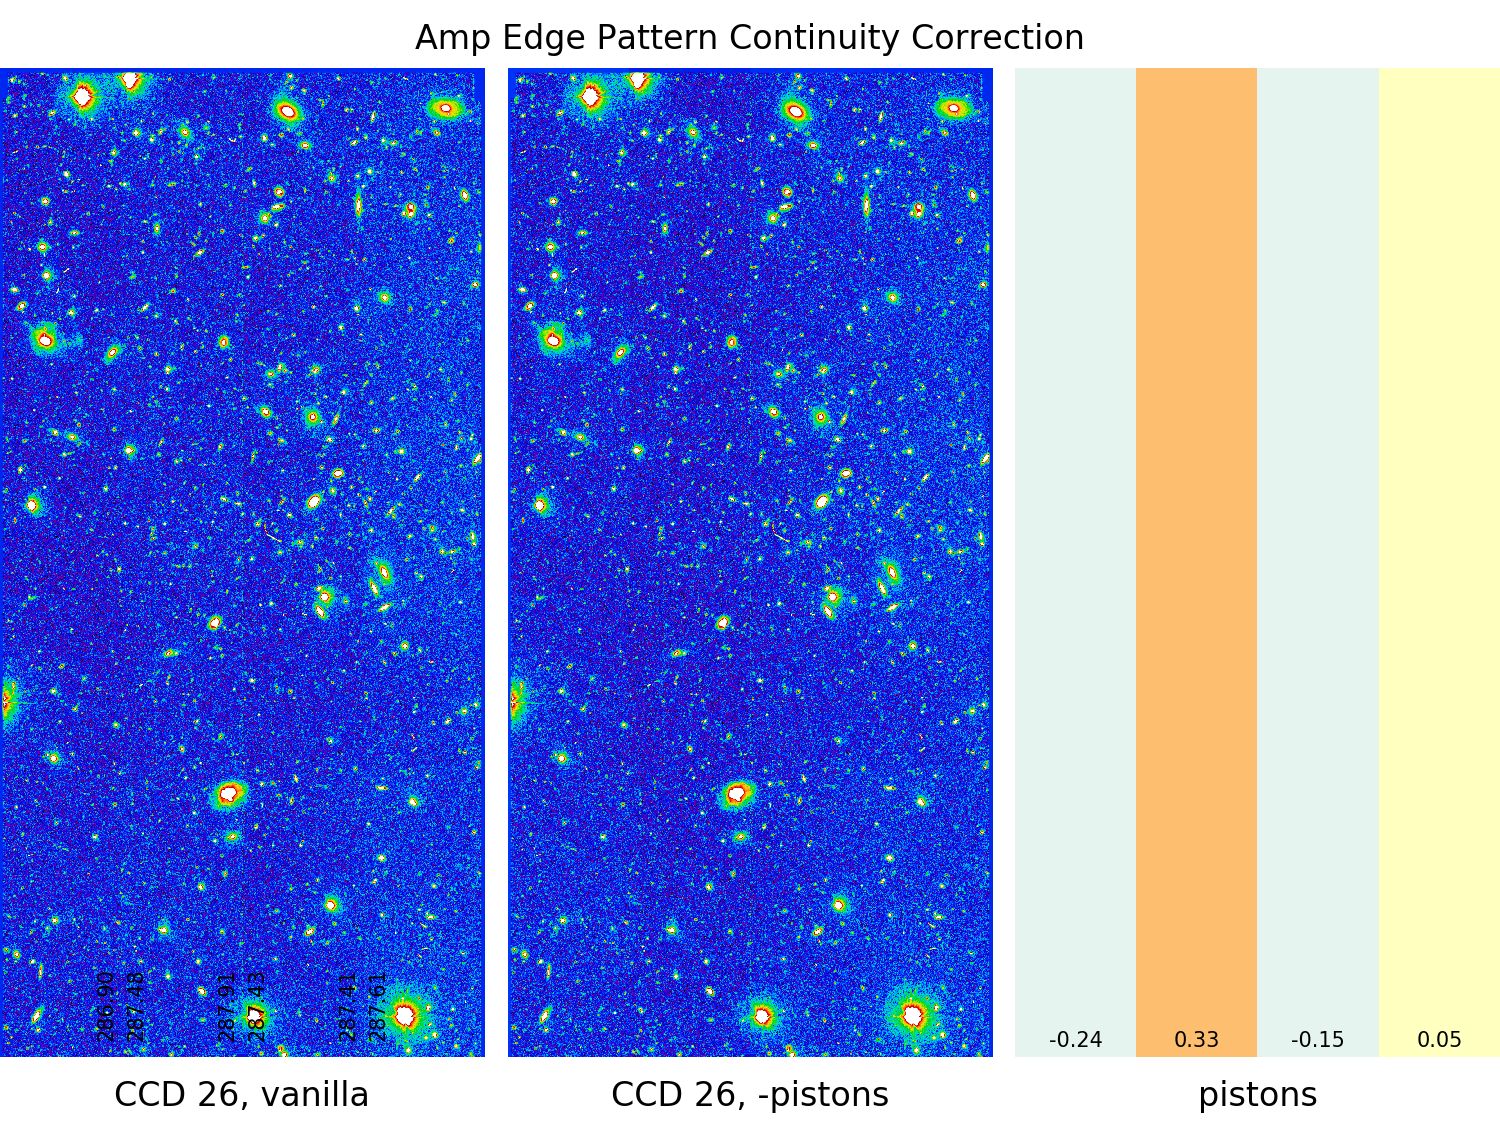 Amp Edge Pattern Continuity Correction
286.90
287.48
287.91
287.43
287.41
287.61
-0.24
0.33
-0.15
0.05
CCD 26, vanilla
CCD 26, -pistons
pistons